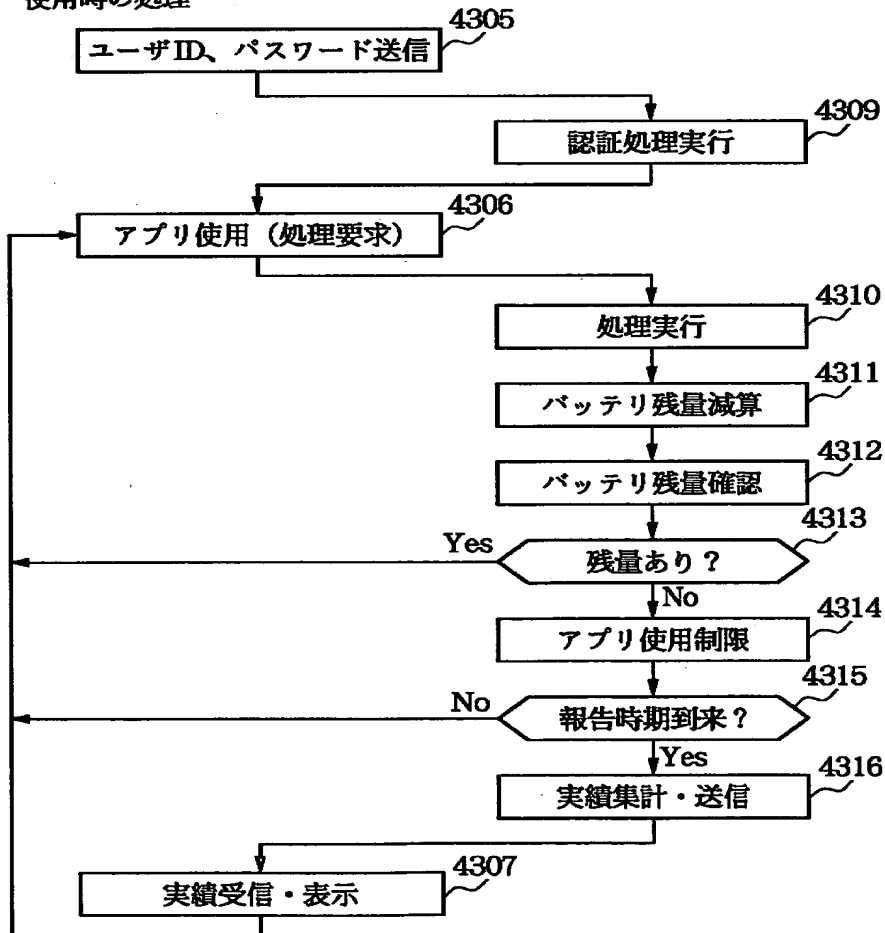 使用時の処理
4305
ユーザID、パスワード送信
4309
認証処理実行
4306
アプリ使用（処理要求）
4310
処理実行
4311
バッテリ残量減算
4312
バッテリ残量確認
4313
Yes
残量あり？
No
4314
アプリ使用制限
4315
No
報告時期到来？
Yes
4316
実績集計・送信
4307
実績受信・表示